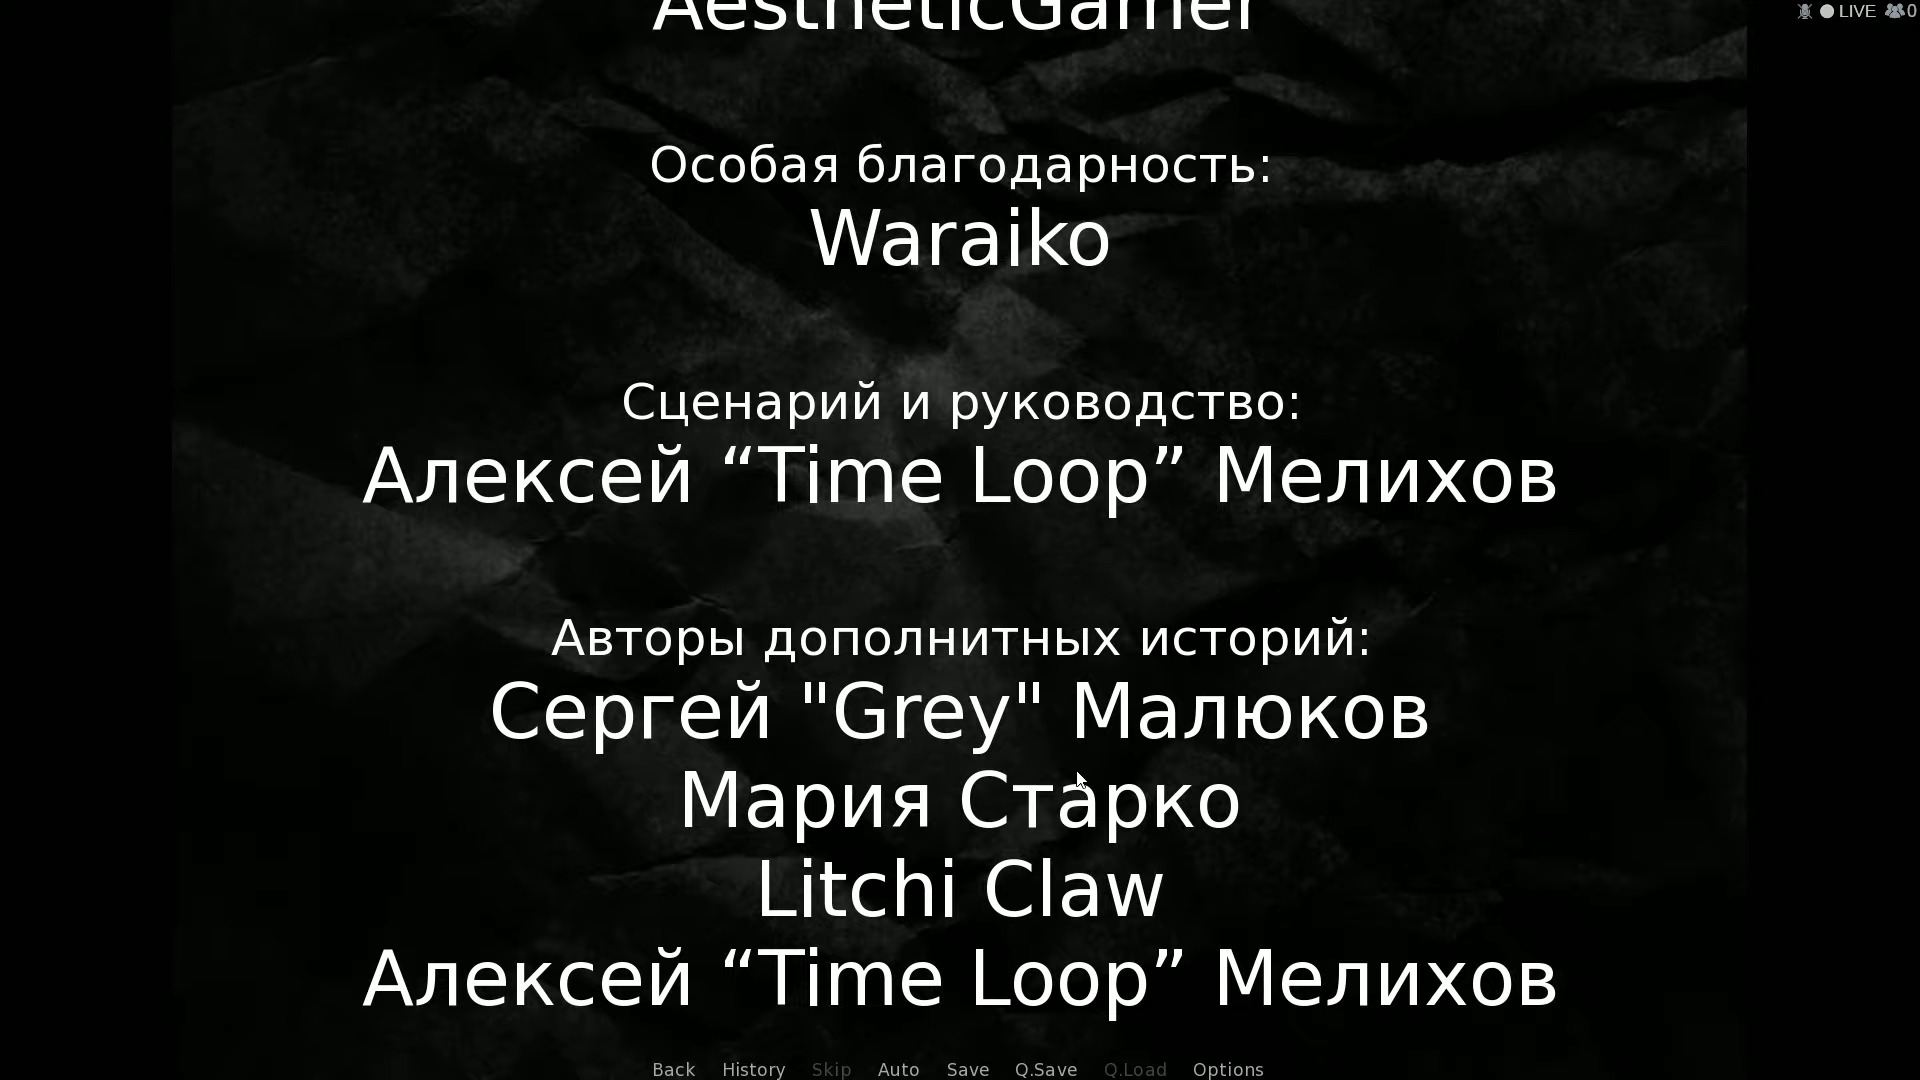 AestheticGamer
LIVE 0
Особая благодарность:
Waraiko
Сценарий и руководство:
Алексей “Time Loop” Мелихов
Авторы дополнитных историй:
Сергей "Grey" Малюков
Мария Старко
Litchi Claw
Алексей “Time Loop” Мелихов
Back History Skip Auto Save Q.Save Q.Load Options